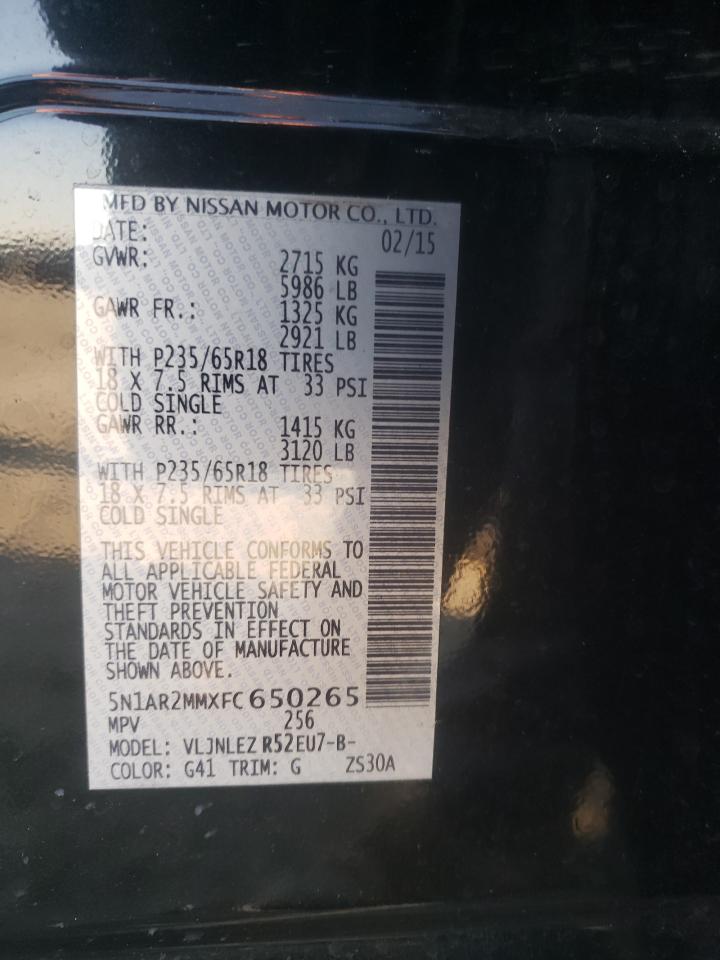 MFD BY NISSAN MOTOR CO., LTD.
DATE: 02/15
GVWR: 2715 KG
5986 LB
GAWR FR.: 1325 KG
2921 LB
WITH P235/65R18 TIRES
18 X 7.5 RIMS AT 33 PSI
COLD SINGLE
GAWR RR.: 1415 KG
3120 LB
WITH P235/65R18 TIRES
18 X 7.5 RIMS AT 33 PSI
COLD SINGLE
THIS VEHICLE CONFORMS TO
ALL APPLICABLE FEDERAL
MOTOR VEHICLE SAFETY AND
THEFT PREVENTION
STANDARDS IN EFFECT ON
THE DATE OF MANUFACTURE
SHOWN ABOVE.
5N1AR2MMXFC650265
MPV 256
MODEL: VLJNLEZ R52EU7-B-
COLOR: G41 TRIM: G ZS30A